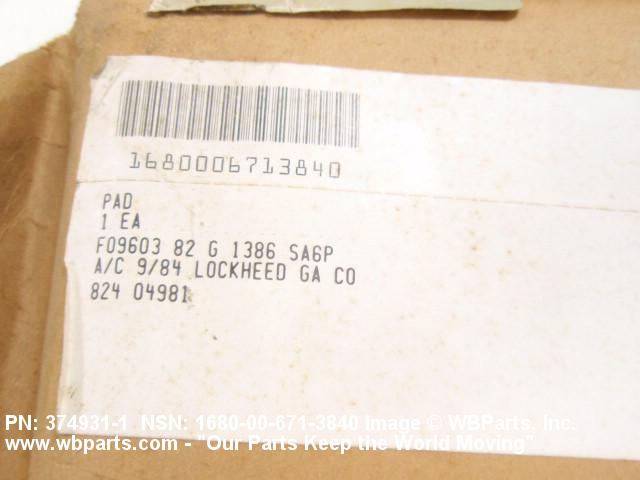 1680006713840
PAD
1 EA
F09603 82 G 1386 SA6P
A/C 9/84 LOCKHEED GA CO
824 04981
PN: 374931-1 NSN: 1680-00-671-3840 Image © WBParts, Inc.
www.wbparts.com - "Our Parts Keep the World Moving"